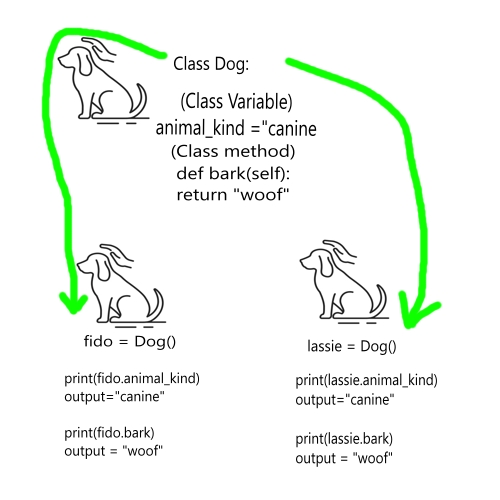 Class Dog:
(Class Variable)
animal_kind ="canine
(Class method)
def bark(self):
return "woof"
fido = Dog()
print(fido.animal_kind)
output="canine"
print(fido.bark)
output = "woof"
lassie = Dog()
print(lassie.animal_kind)
output="canine"
print(lassie.bark)
output = "woof"